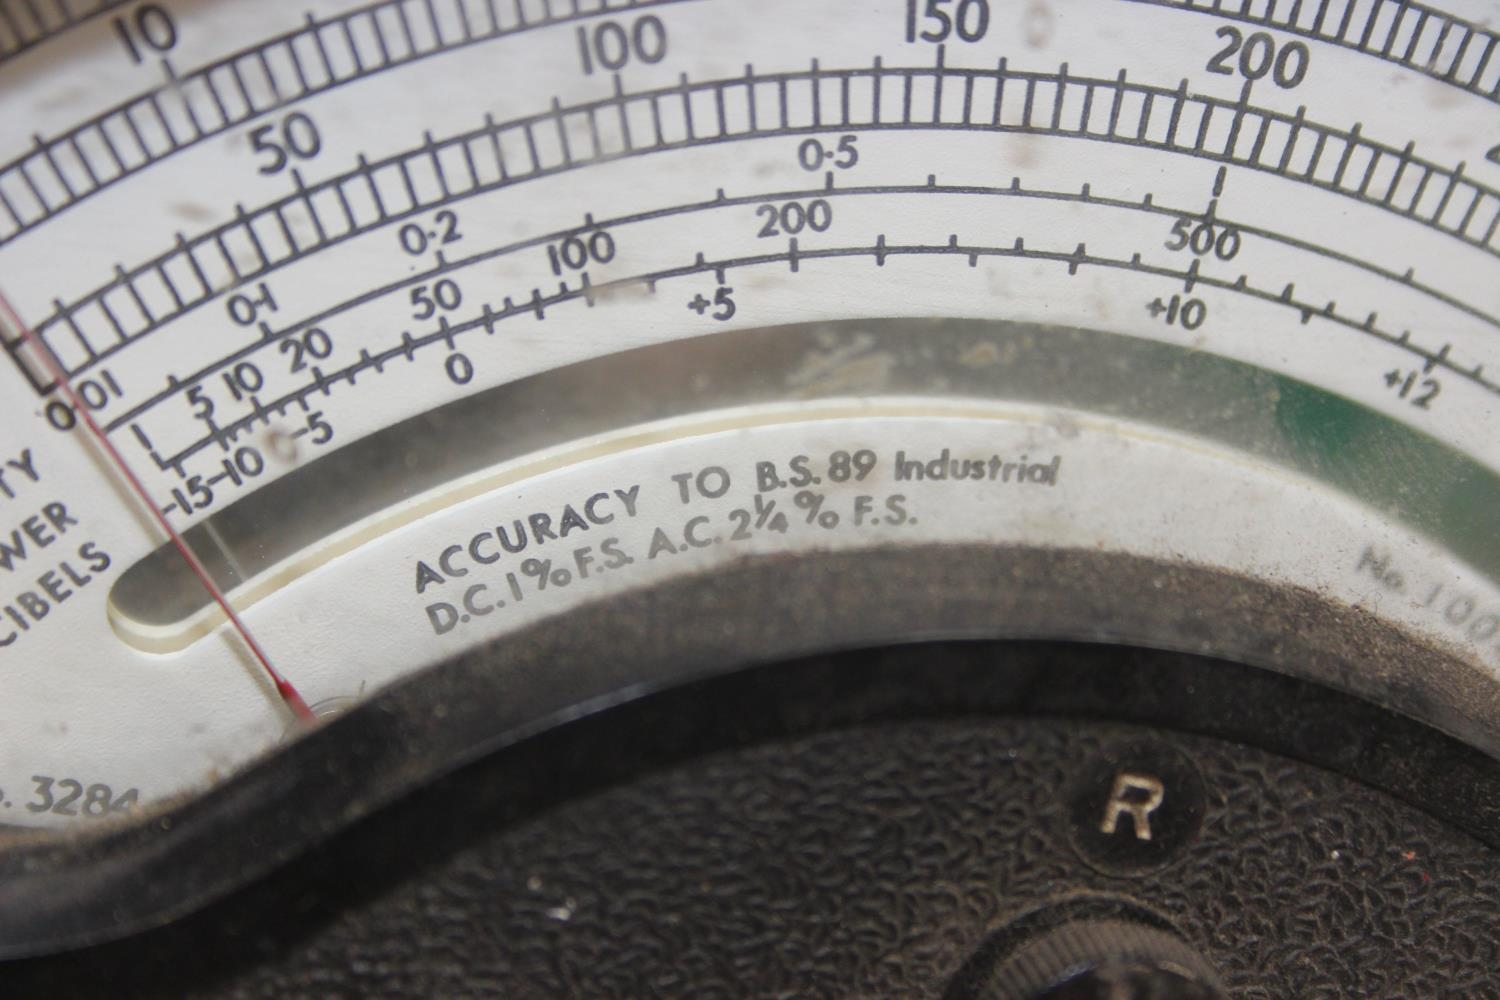 10
50 100 150 200
0 0·01 0·1 0·2 0·5 1
1 5 10 20 50 100 200 500
-15 -10 -5 0 +5 +10 +12
TY
WER
CIBELS
ACCURACY TO B.S. 89 Industrial
D.C. 1% F.S. A.C. 2¼% F.S.
3284
R